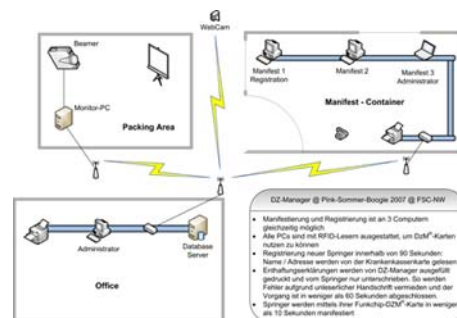 WebCam
Beamer
Monitor-PC
Packing Area
Manifest 1
Registration
Manifest 2
Manifest 3
Administrator
Manifest - Container
Administrator
Database
Server
Office
DZ-Manager @ Pink-Sommer-Boogie 2007 @ FSC-NW
Manifestierung und Registrierung ist an 3 Computern
gleichzeitig möglich
Alle PCs sind mit RFID-Lesern ausgestattet, um DzM®-Karten
nutzen zu können
Registrierung neuer Springer innerhalb von 90 Sekunden:
Name / Adresse werden von der Krankenkassenkarte gelesen
Enthaftungserklärungen werden von DZ-Manager ausgefüllt
gedruckt und vom Springer nur unterschrieben. So werden
Fehler aufgrund unleserlicher Handschrift vermieden und der
Vorgang ist in weniger als 60 Sekunden abgeschlossen.
Springer werden mittels ihrer Funkchip-DZM®-Karte in weniger
als 10 Sekunden manifestiert